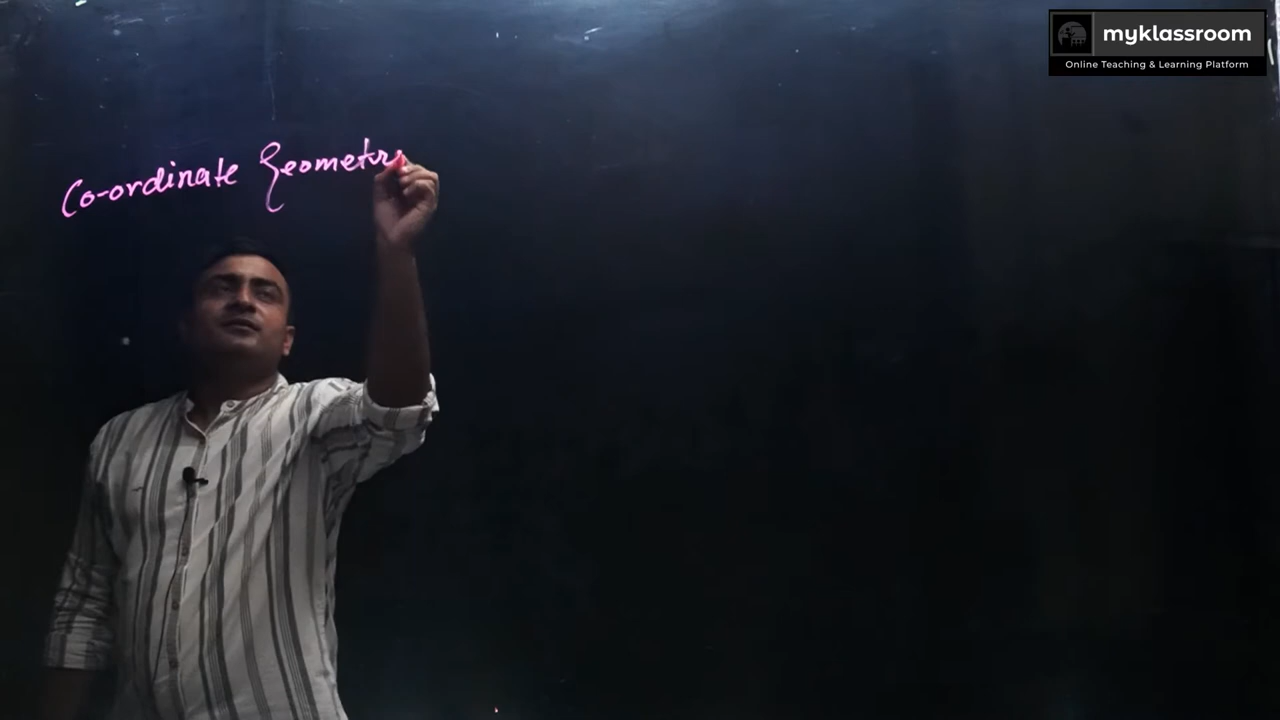 myklassroom
Online Teaching & Learning Platform
Co-ordinate Geometr